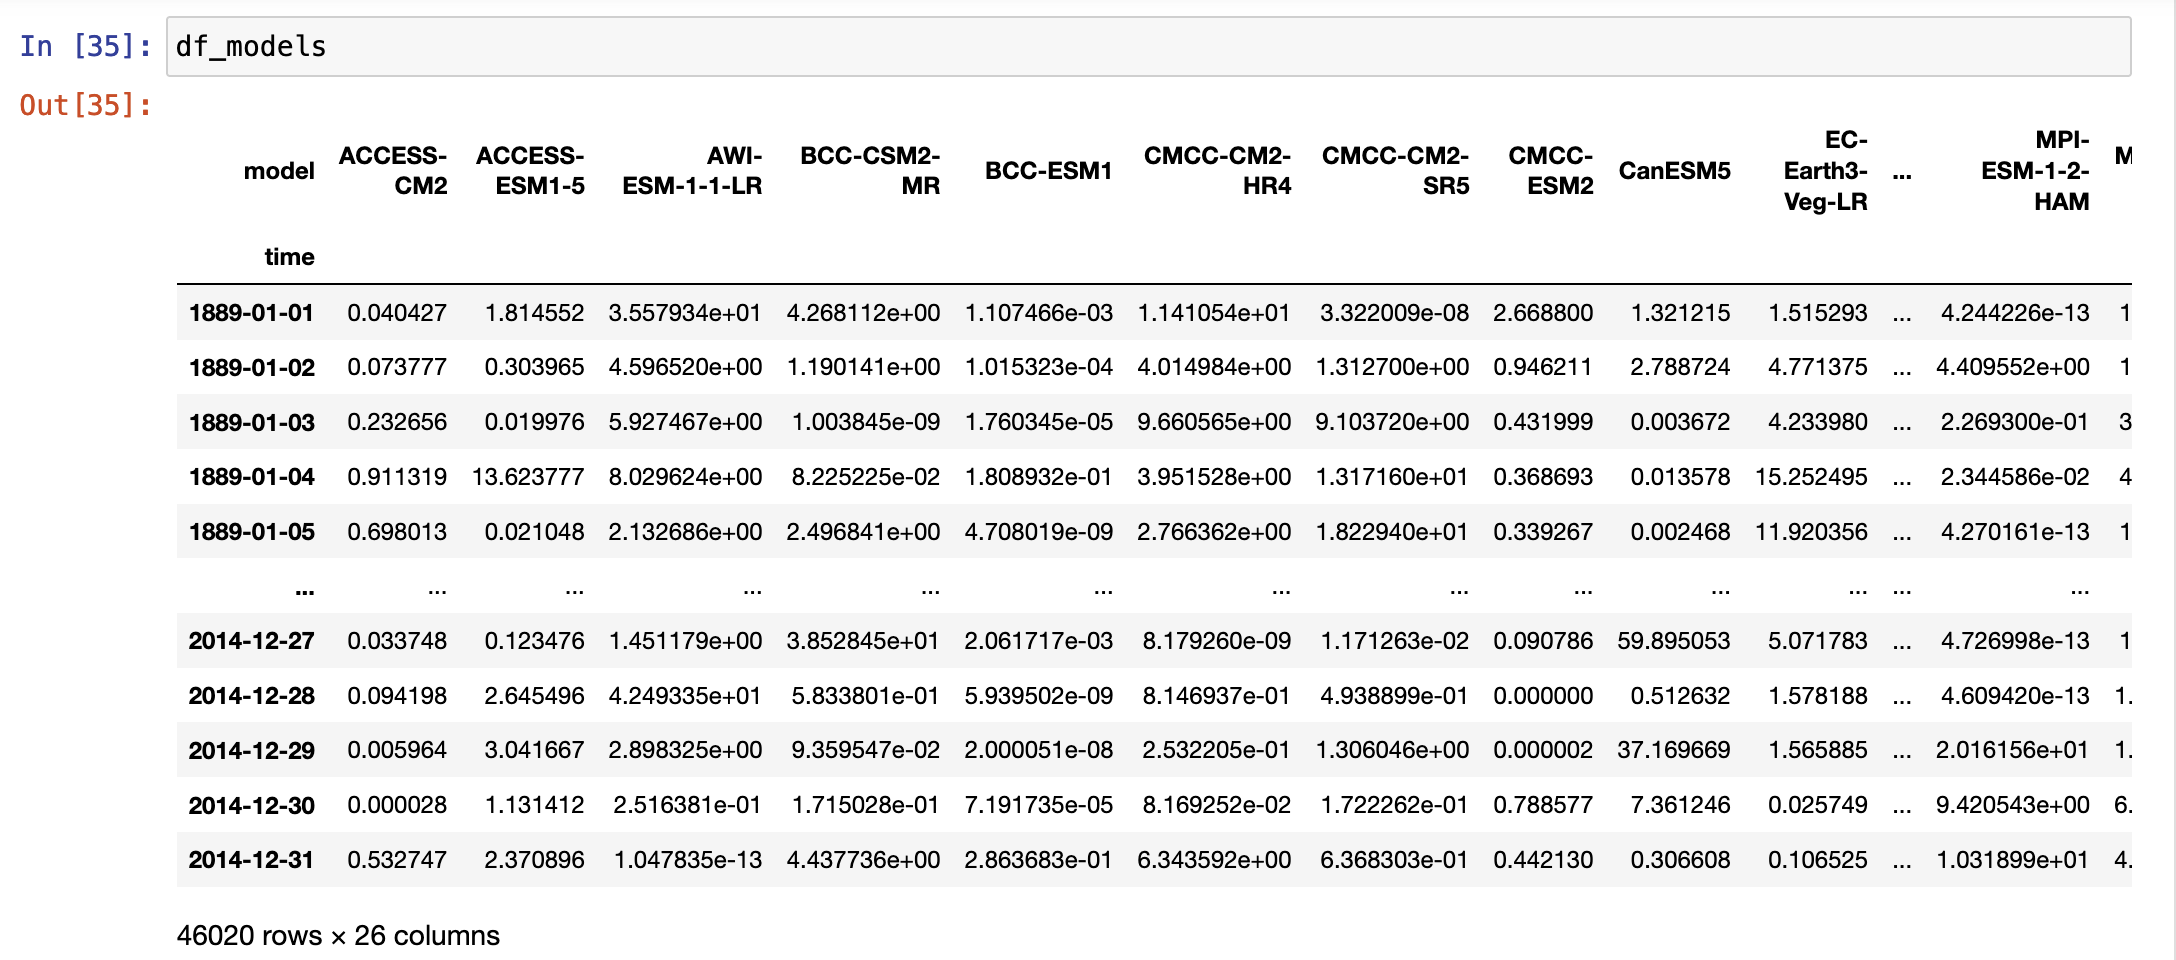 In [35]: df_models
Out[35]:
model ACCESS-CM2 ACCESS-ESM1-5 AWI-ESM-1-1-LR BCC-CSM2-MR BCC-ESM1 CMCC-CM2-HR4 CMCC-CM2-SR5 CMCC-ESM2 CanESM5 EC-Earth3-Veg-LR ... MPI-ESM-1-2-HAM M
time
1889-01-01 0.040427 1.814552 3.557934e+01 4.268112e+00 1.107466e-03 1.141054e+01 3.322009e-08 2.668800 1.321215 1.515293 ... 4.244226e-13 1
1889-01-02 0.073777 0.303965 4.596520e+00 1.190141e+00 1.015323e-04 4.014984e+00 1.312700e+00 0.946211 2.788724 4.771375 ... 4.409552e+00 1
1889-01-03 0.232656 0.019976 5.927467e+00 1.003845e-09 1.760345e-05 9.660565e+00 9.103720e+00 0.431999 0.003672 4.233980 ... 2.269300e-01 3
1889-01-04 0.911319 13.623777 8.029624e+00 8.225225e-02 1.808932e-01 3.951528e+00 1.317160e+01 0.368693 0.013578 15.252495 ... 2.344586e-02 4
1889-01-05 0.698013 0.021048 2.132686e+00 2.496841e+00 4.708019e-09 2.766362e+00 1.822940e+01 0.339267 0.002468 11.920356 ... 4.270161e-13 1
... ... ... ... ... ... ... ... ... ... ... ... ...
2014-12-27 0.033748 0.123476 1.451179e+00 3.852845e+01 2.061717e-03 8.179260e-09 1.171263e-02 0.090786 59.895053 5.071783 ... 4.726998e-13 1
2014-12-28 0.094198 2.645496 4.249335e+01 5.833801e-01 5.939502e-09 8.146937e-01 4.938899e-01 0.000000 0.512632 1.578188 ... 4.609420e-13 1.
2014-12-29 0.005964 3.041667 2.898325e+00 9.359547e-02 2.000051e-08 2.532205e-01 1.306046e+00 0.000002 37.169669 1.565885 ... 2.016156e+01 1.
2014-12-30 0.000028 1.131412 2.516381e-01 1.715028e-01 7.191735e-05 8.169252e-02 1.722262e-01 0.788577 7.361246 0.025749 ... 9.420543e+00 6.
2014-12-31 0.532747 2.370896 1.047835e-13 4.437736e+00 2.863683e-01 6.343592e+00 6.368303e-01 0.442130 0.306608 0.106525 ... 1.031899e+01 4.
46020 rows × 26 columns